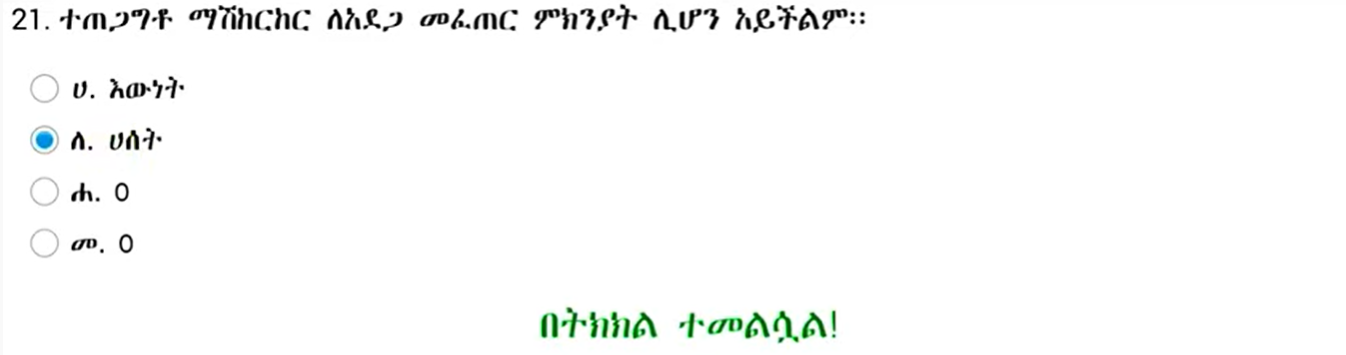 21. ተጠጋግቶ ማሽከርከር ለአደጋ መፈጠር ምክንያት ሊሆን አይችልም፡፡
ሀ. እውነት
ለ. ሀሰት
ሐ. 0
መ. 0
በትክክል ተመልሷል!